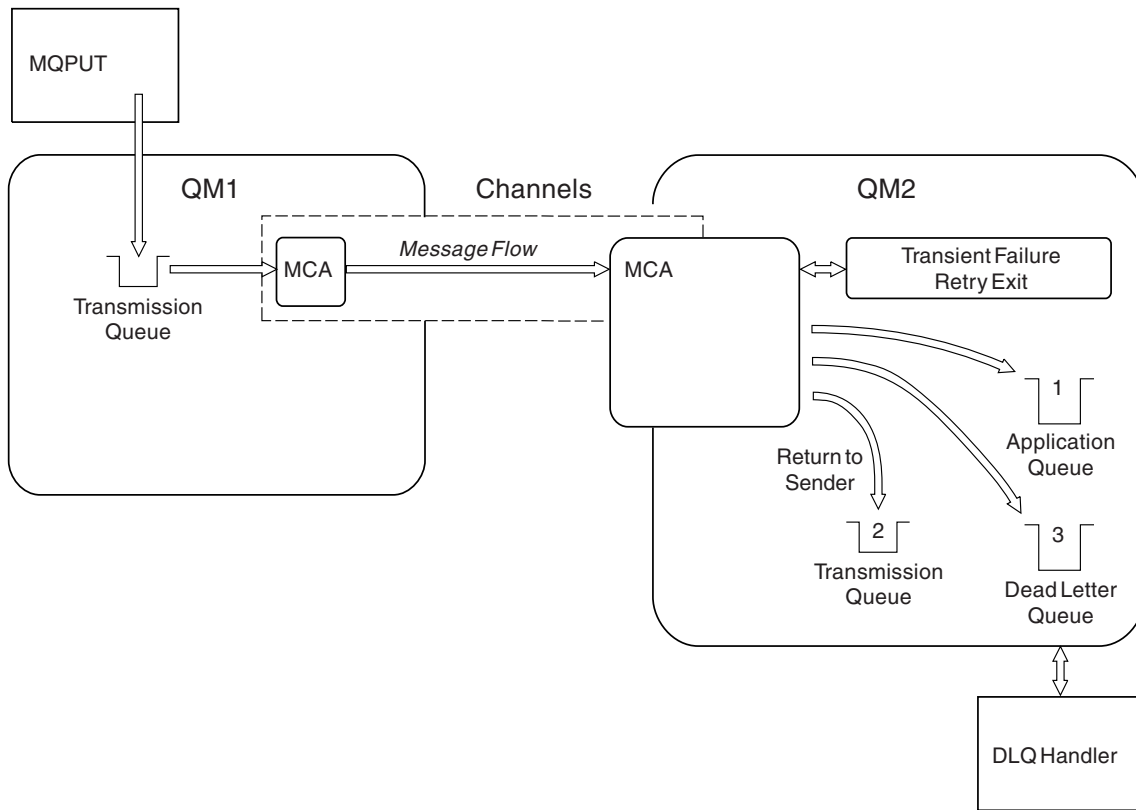 MQPUT
QM1
Channels
QM2
MCA
Message Flow
MCA
Transient Failure
Retry Exit
Transmission
Queue
1
Application
Queue
Return to
Sender
2
Transmission
Queue
3
Dead Letter
Queue
DLQ Handler